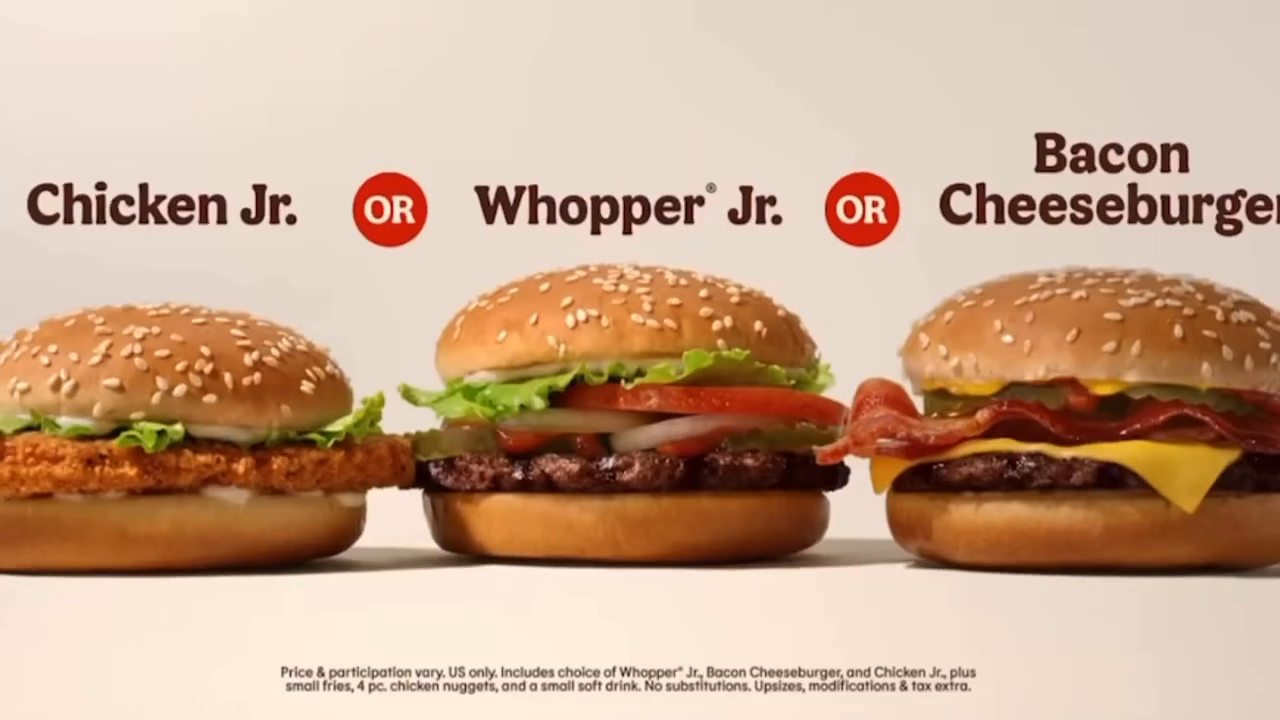 Chicken Jr.
OR
Whopper® Jr.
OR
Bacon
Cheeseburger
Price & participation vary. US only. Includes choice of Whopper® Jr., Bacon Cheeseburger, and Chicken Jr., plus
small fries, 4 pc. chicken nuggets, and a small soft drink. No substitutions. Upsizes, modifications & tax extra.